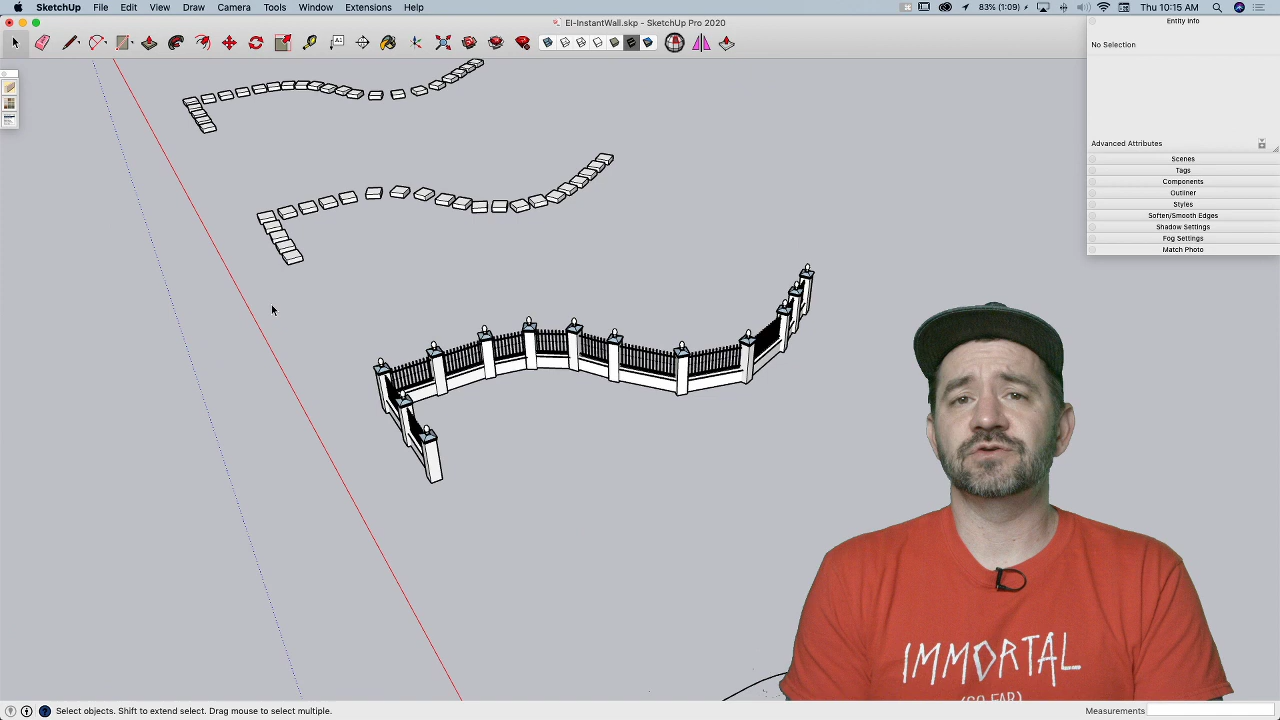 SketchUp File Edit View Draw Camera Tools Window Extensions Help
83% (1:09) Thu 10:15 AM
EI-InstantWall.skp - SketchUp Pro 2020
Entity Info
No Selection
Advanced Attributes
Scenes
Tags
Components
Outliner
Styles
Soften/Smooth Edges
Shadow Settings
Fog Settings
Match Photo
IMMORTAL
(SO FAR)
Select objects. Shift to extend select. Drag mouse to select multiple.
Measurements